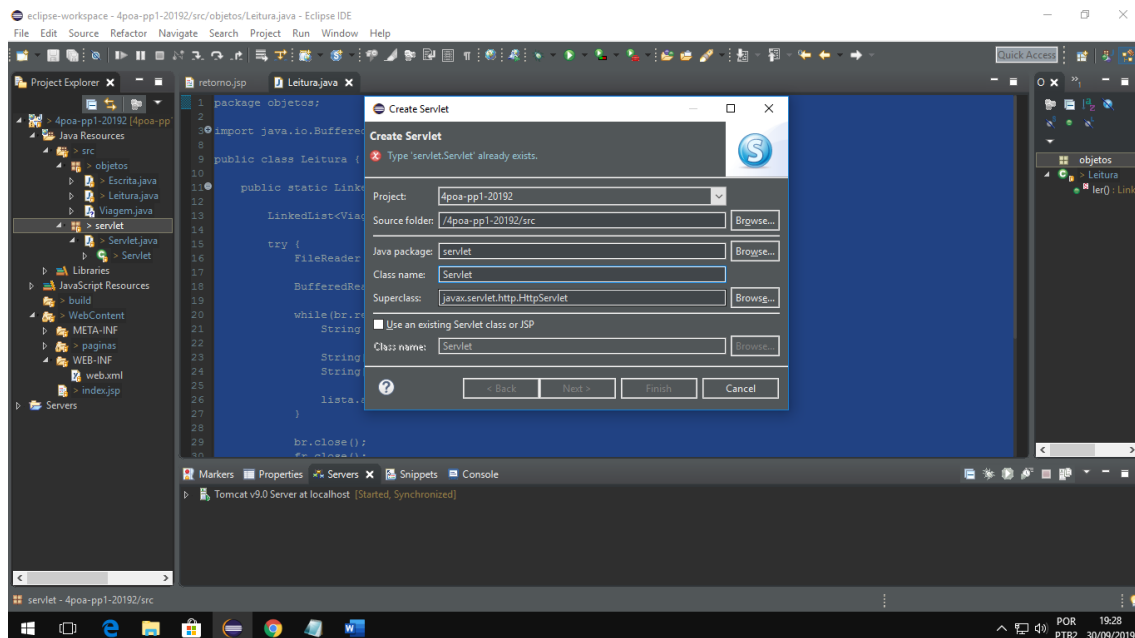 eclipse-workspace - 4poa-pp1-20192/src/objetos/Leitura.java - Eclipse IDE
File Edit Source Refactor Navigate Search Project Run Window Help
Quick Access
Project Explorer
retorno.jsp
Leitura.java
> 4poa-pp1-20192 [4poa-pp
Java Resources
> src
> objetos
> Escrita.java
> Leitura.java
Viagem.java
> servlet
> Servlet.java
> Servlet
Libraries
JavaScript Resources
> build
> WebContent
META-INF
> paginas
WEB-INF
web.xml
> index.jsp
Servers
1 package objetos;
2
3 import java.io.Buffered
8
9 public class Leitura {
10
11 public static Linke
12
13 LinkedList<Viag
14
15 try {
16 FileReader
17
18 BufferedRea
19
20 while(br.re
21 String
22
23 String
24 String
25
26 lista.a
27 }
28
29 br.close();
30 fr.close();
Create Servlet
Create Servlet
Type 'servlet.Servlet' already exists.
Project: 4poa-pp1-20192
Source folder: /4poa-pp1-20192/src Browse...
Java package: servlet Browse...
Class name: Servlet
Superclass: javax.servlet.http.HttpServlet Browse...
Use an existing Servlet class or JSP
Class name: Servlet Browse...
< Back Next > Finish Cancel
objetos
> Leitura
ler() : Link
Markers Properties Servers Snippets Console
Tomcat v9.0 Server at localhost [Started, Synchronized]
servlet - 4poa-pp1-20192/src
POR
PTB2
19:28
30/09/2019